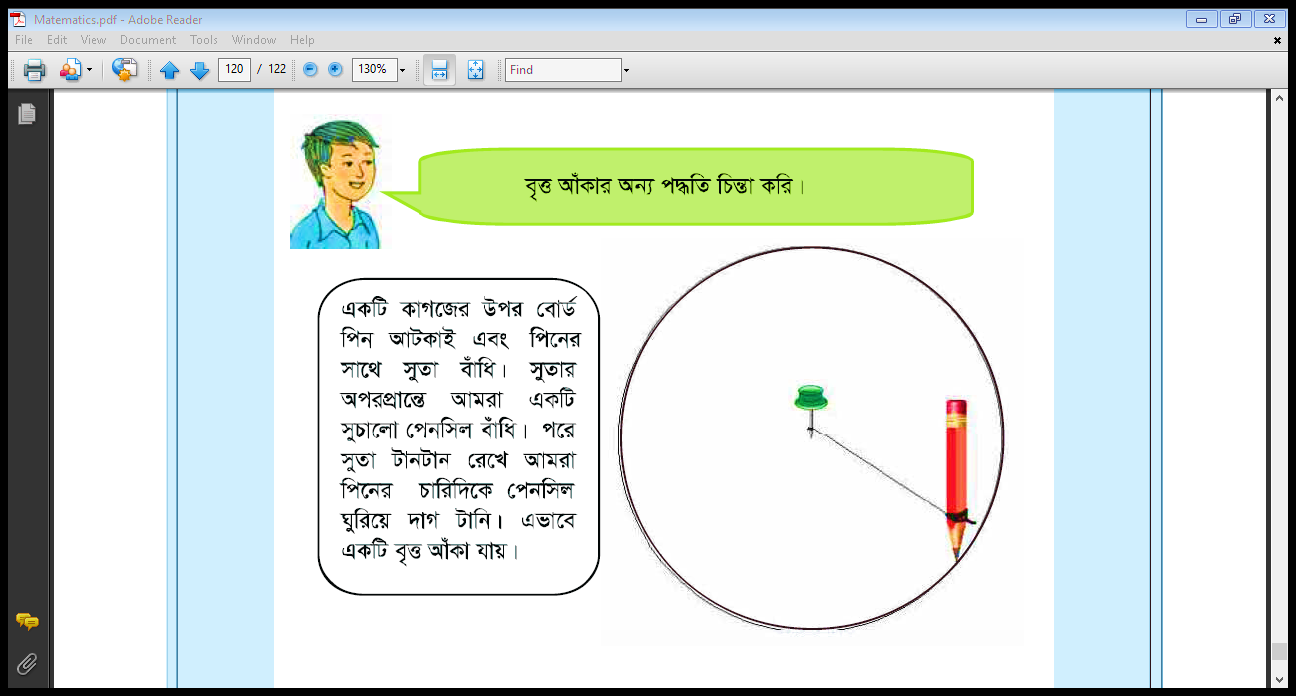 Matematics.pdf - Adobe Reader
File Edit View Document Tools Window Help
120 / 122 130% Find
বৃত্ত আঁকার অন্য পদ্ধতি চিন্তা করি।
একটি কাগজের উপর বোর্ড
পিন আটকাই এবং পিনের
সাথে সুতা বাঁধি। সুতার
অপরপ্রান্তে আমরা একটি
সুচালো পেনসিল বাঁধি। পরে
সুতা টানটান রেখে আমরা
পিনের চারিদিকে পেনসিল
ঘুরিয়ে দাগ টানি। এভাবে
একটি বৃত্ত আঁকা যায়।